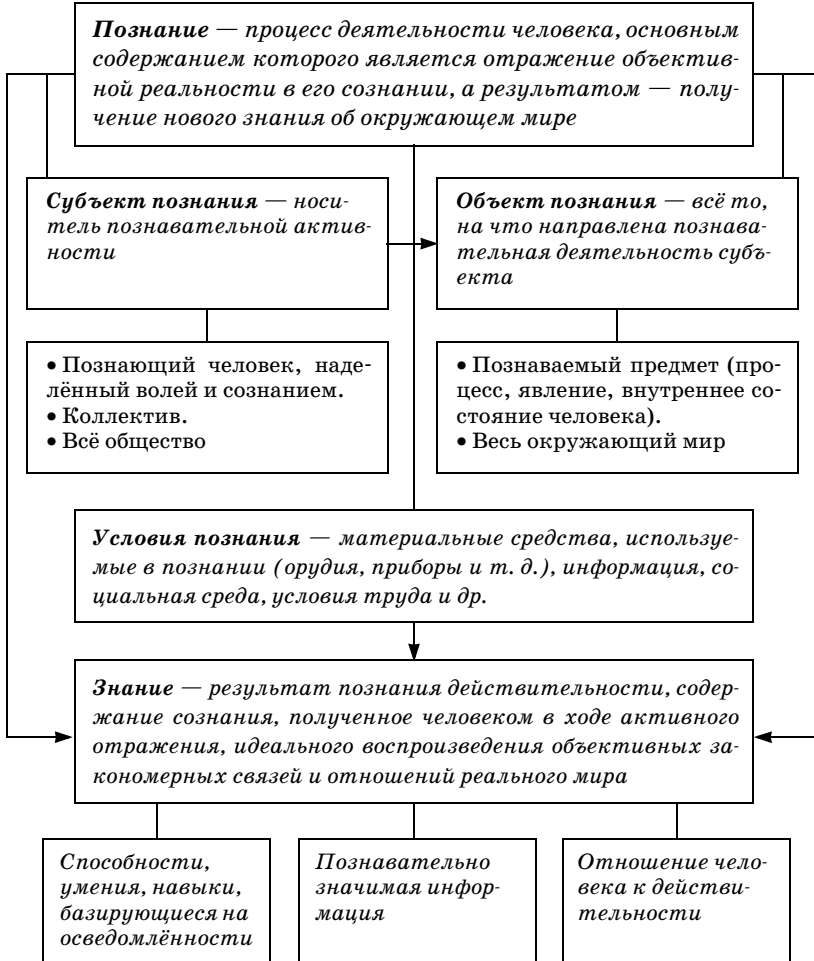 Познание — процесс деятельности человека, основным
содержанием которого является отражение объектив-
ной реальности в его сознании, а результатом — полу-
чение нового знания об окружающем мире
Субъект познания — носи-
тель познавательной актив-
ности
Объект познания — всё то,
на что направлена познава-
тельная деятельность субъ-
екта
• Познающий человек, наде-
лённый волей и сознанием.
• Коллектив.
• Всё общество
• Познаваемый предмет (про-
цесс, явление, внутреннее со-
стояние человека).
• Весь окружающий мир
Условия познания — материальные средства, используе-
мые в познании (орудия, приборы и т. д.), информация, со-
циальная среда, условия труда и др.
Знание — результат познания действительности, содер-
жание сознания, полученное человеком в ходе активного
отражения, идеального воспроизведения объективных за-
кономерных связей и отношений реального мира
Способности,
умения, навыки,
базирующиеся на
осведомлённости
Познавательно
значимая инфор-
мация
Отношение чело-
века к действи-
тельности